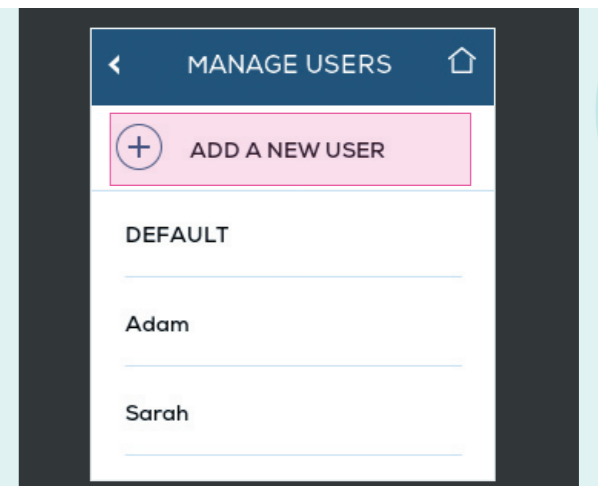 MANAGE USERS
ADD A NEW USER
DEFAULT
Adam
Sarah